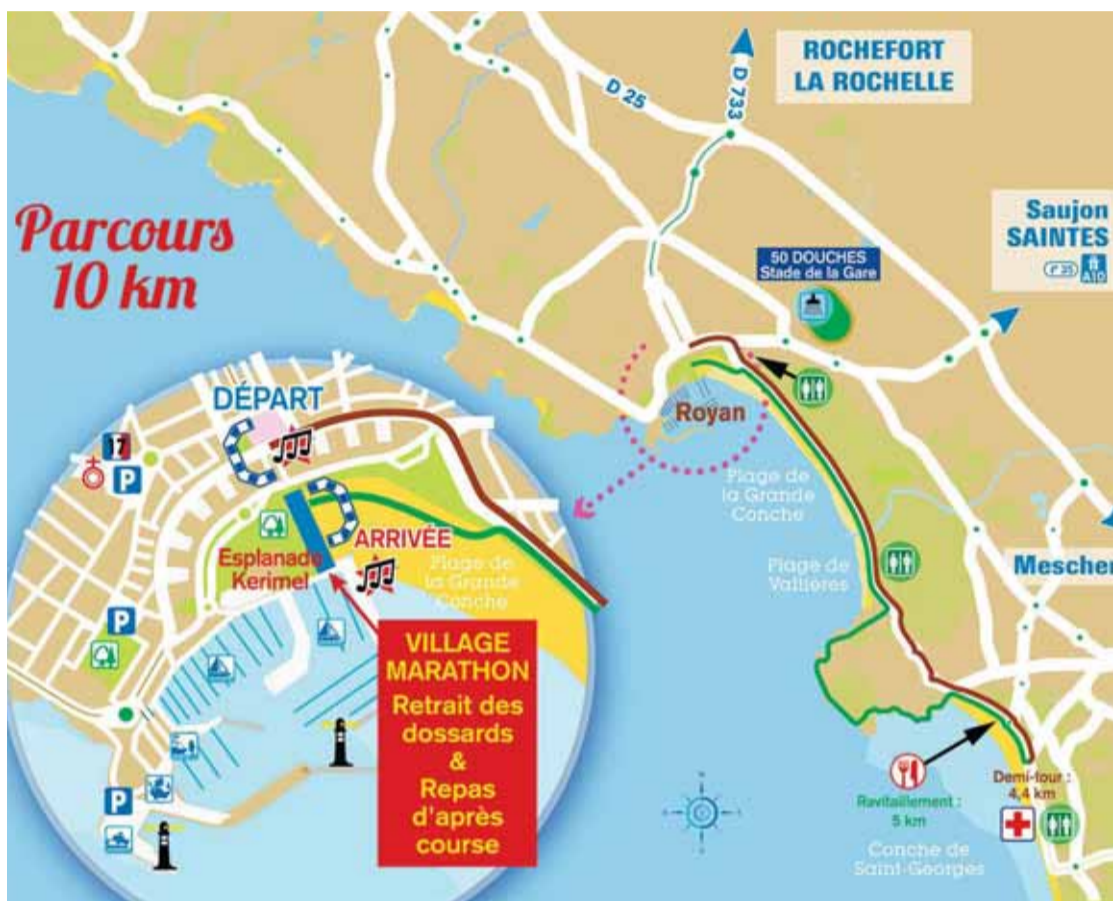 ROCHEFORT
LA ROCHELLE
D 25
D 733
Parcours
10 km
Saujon
SAINTES
A10
50 DOUCHES
Stade de la Gare
Royan
DÉPART
17
P
ARRIVÉE
Esplanade
Kerimel
Plage de
la Grande
Conche
Plage de
la Grande
Conche
Plage de
Vallières
Mescher
P
VILLAGE
MARATHON
Retrait des
dossards
&
Repas
d'après
course
P
Demi-tour :
4,4 km
Ravitaillement :
5 km
Conche de
Saint-Georges